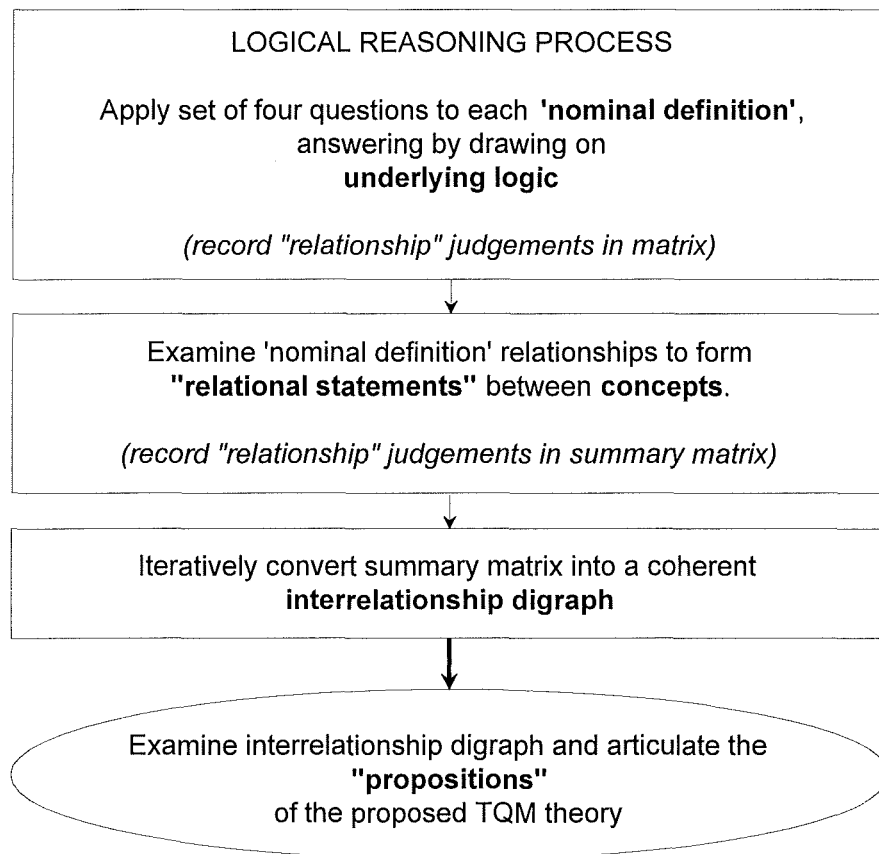 LOGICAL REASONING PROCESS
Apply set of four questions to each 'nominal definition',
answering by drawing on
underlying logic
(record "relationship" judgements in matrix)
Examine 'nominal definition' relationships to form
"relational statements" between concepts.
(record "relationship" judgements in summary matrix)
Iteratively convert summary matrix into a coherent
interrelationship digraph
Examine interrelationship digraph and articulate the
"propositions"
of the proposed TQM theory